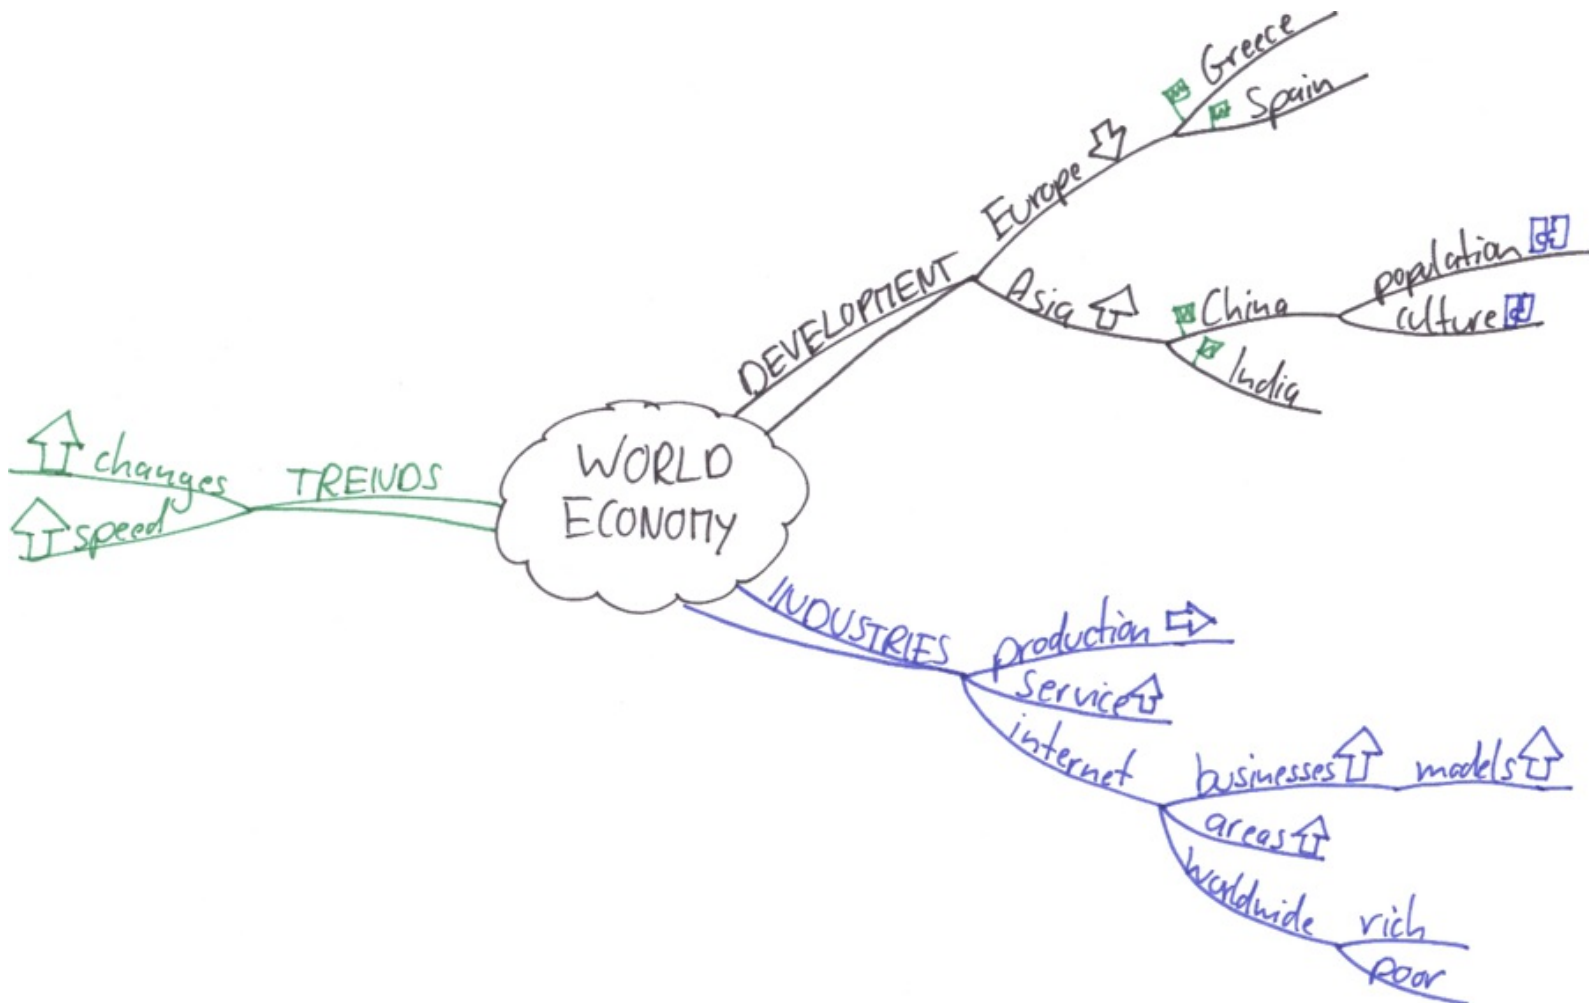 WORLD
ECONOMY
DEVELOPMENT
Europe
Greece
Spain
Asia
China
population
culture
India
INDUSTRIES
production
service
internet
businesses
models
areas
worldwide
rich
poor
TRENDS
changes
speed